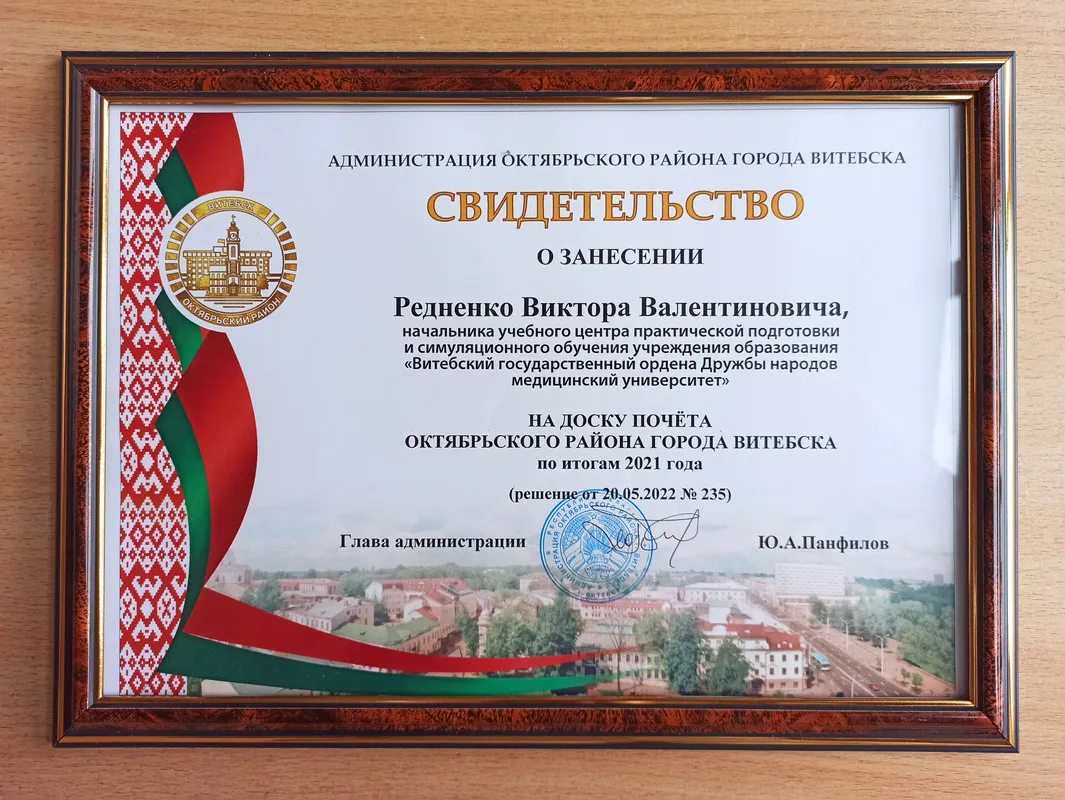 АДМИНИСТРАЦИЯ ОКТЯБРЬСКОГО РАЙОНА ГОРОДА ВИТЕБСКА
СВИДЕТЕЛЬСТВО
ВИТЕБСК
ОКТЯБРЬСКИЙ РАЙОН
О ЗАНЕСЕНИИ
Редненко Виктора Валентиновича,
начальника учебного центра практической подготовки
и симуляционного обучения учреждения образования
«Витебский государственный ордена Дружбы народов
медицинский университет»
НА ДОСКУ ПОЧЁТА
ОКТЯБРЬСКОГО РАЙОНА ГОРОДА ВИТЕБСКА
по итогам 2021 года
(решение от 20.05.2022 № 235)
Глава администрации
Ю.А.Панфилов